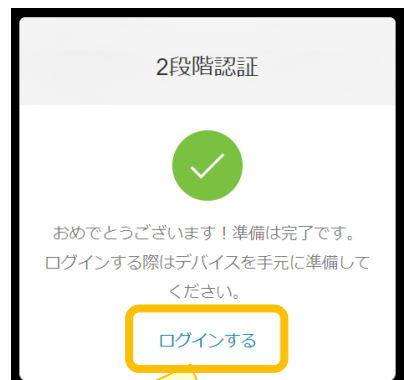 2段階認証
おめでとうございます！準備は完了です。
ログインする際はデバイスを手元に準備して
ください。
ログインする